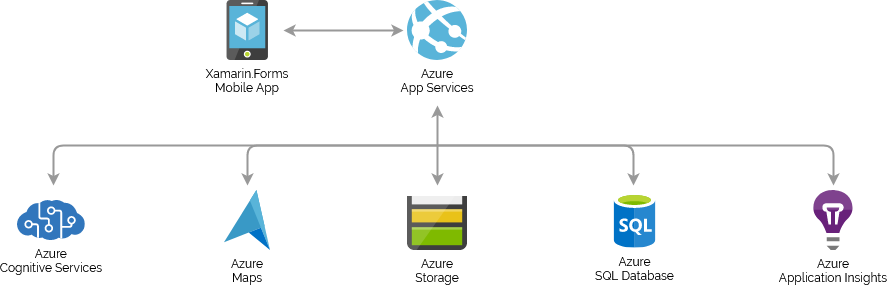 Xamarin.Forms
Mobile App
Azure
App Services
Azure
Cognitive Services
Azure
Maps
Azure
Storage
SQL
Azure
SQL Database
Azure
Application Insights